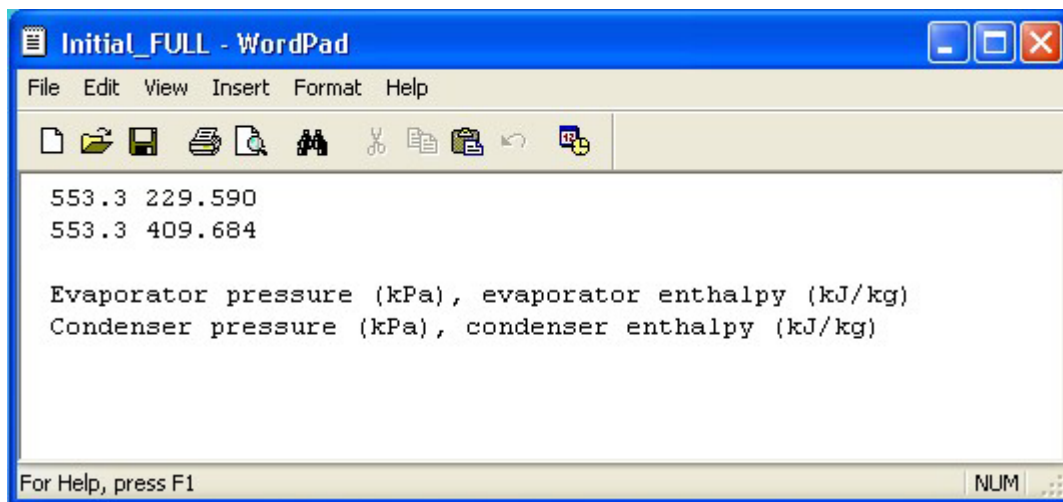 Initial_FULL - WordPad
File Edit View Insert Format Help
553.3 229.590
553.3 409.684
Evaporator pressure (kPa), evaporator enthalpy (kJ/kg)
Condenser pressure (kPa), condenser enthalpy (kJ/kg)
For Help, press F1 NUM